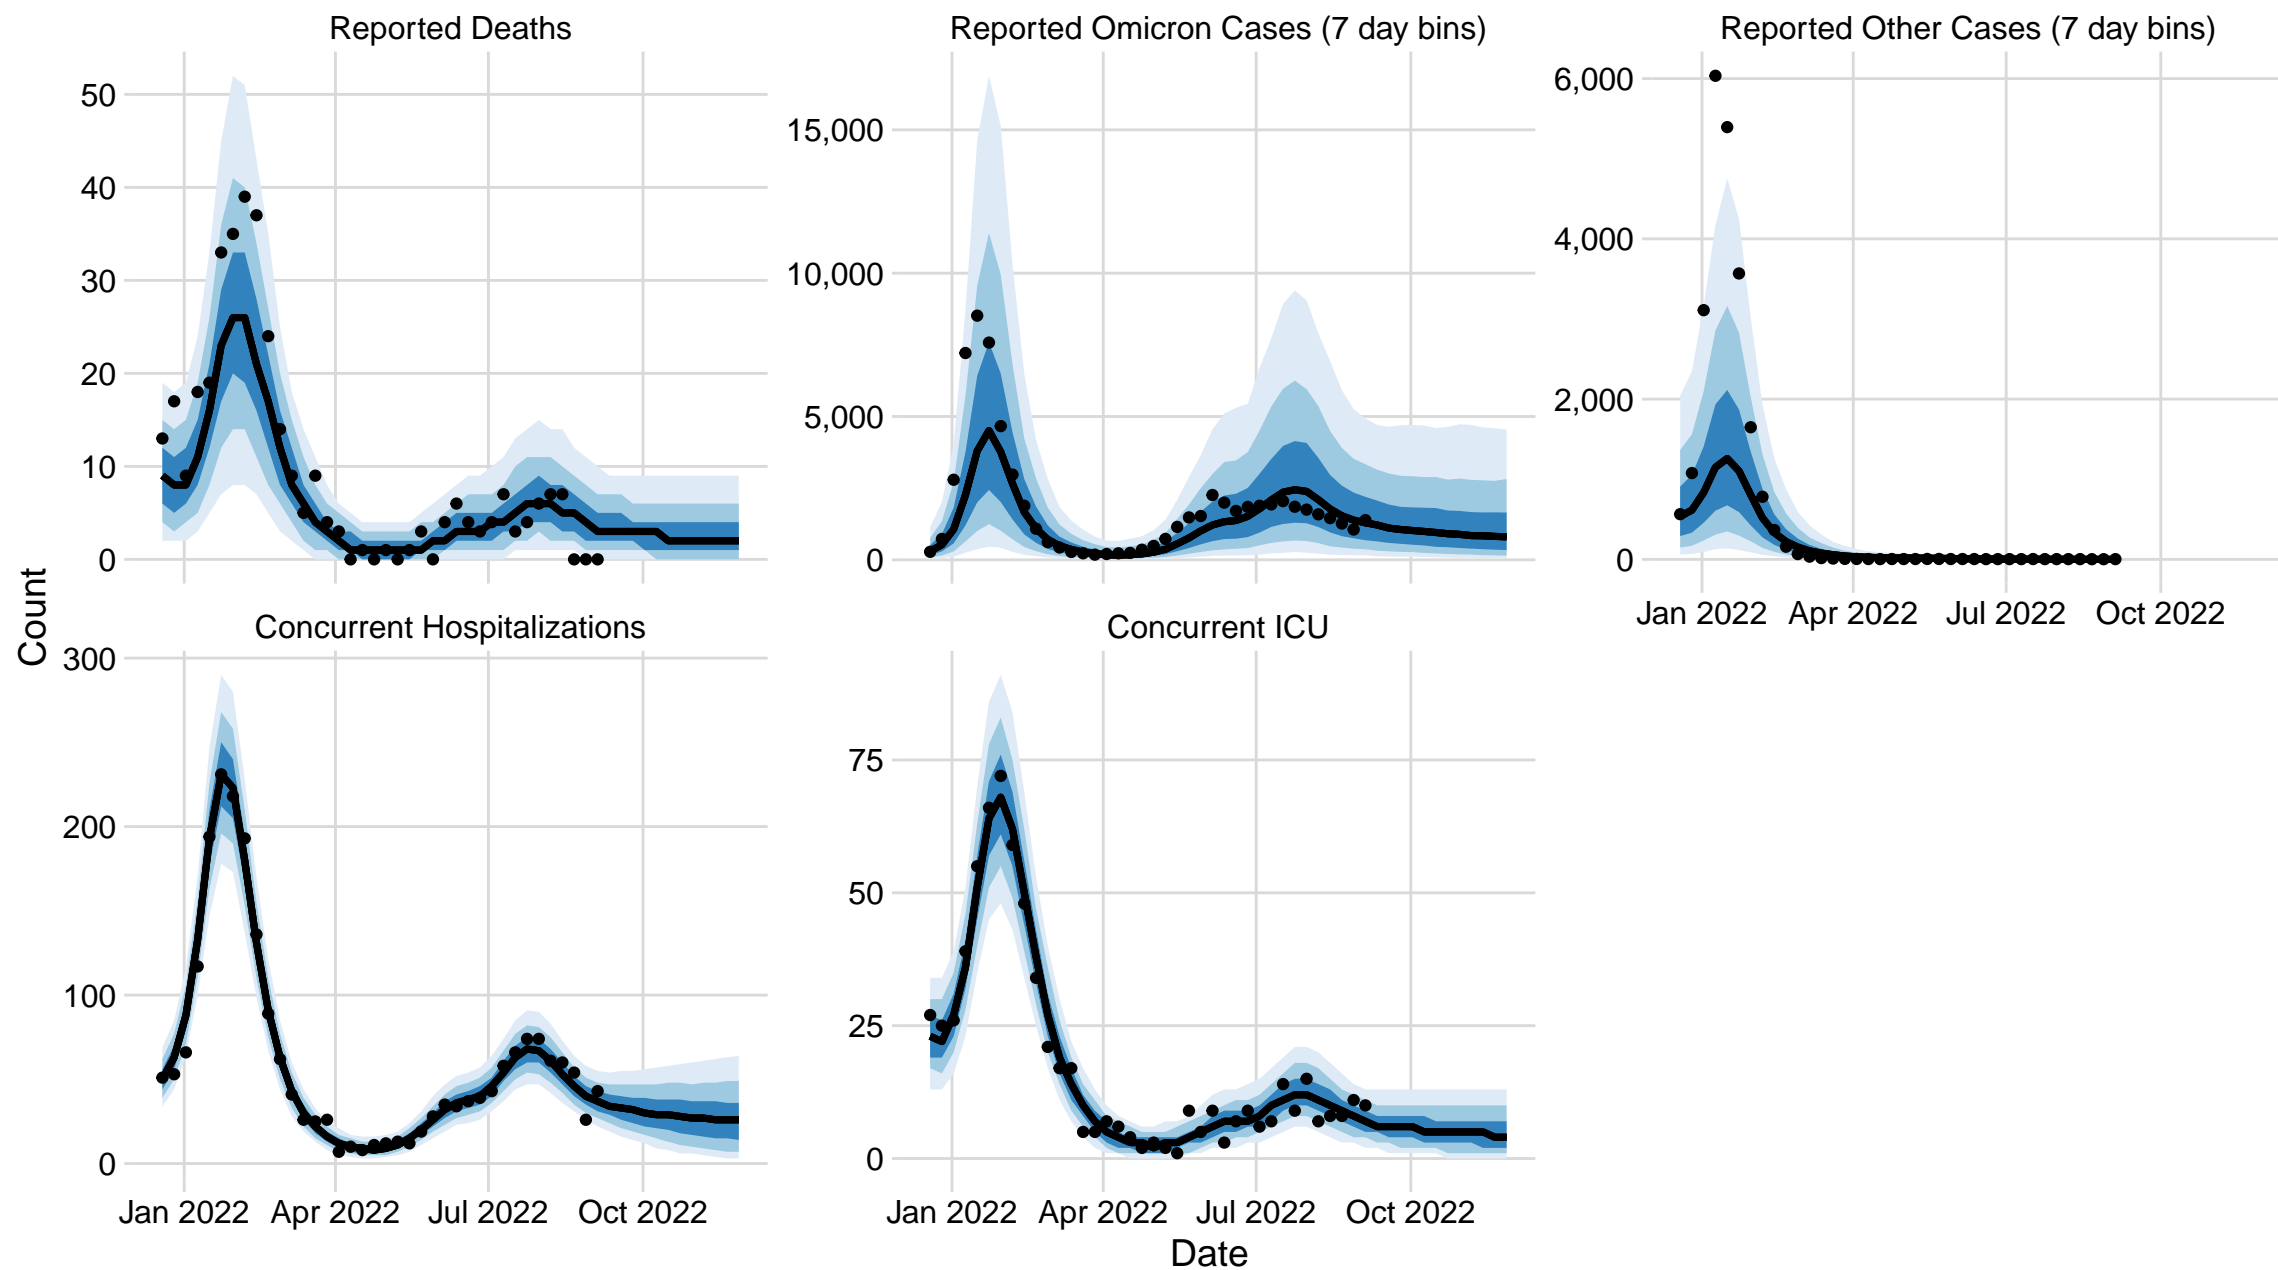 Reported Deaths
Reported Omicron Cases (7 day bins)
Reported Other Cases (7 day bins)
50
40
30
20
10
0
15,000
10,000
5,000
0
6,000
4,000
2,000
0
Jan 2022 Apr 2022 Jul 2022 Oct 2022
Count
Concurrent Hospitalizations
Concurrent ICU
300
200
100
0
75
50
25
0
Jan 2022 Apr 2022 Jul 2022 Oct 2022
Jan 2022 Apr 2022 Jul 2022 Oct 2022
Date